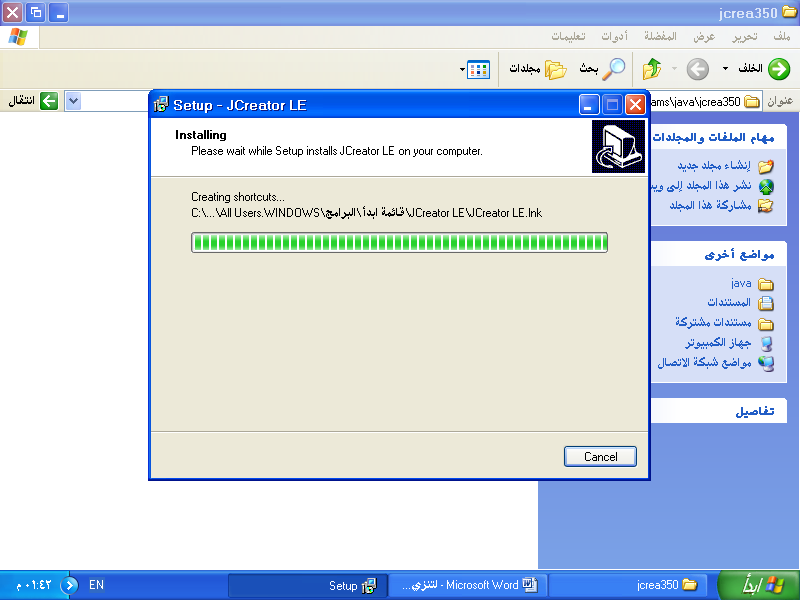 jcrea350
ملف
تحرير
عرض
المفضلة
أدوات
تعليمات
الخلف
بحث
مجلدات
عنوان
ams\java\jcrea350
انتقال
Setup - JCreator LE
Installing
Please wait while Setup installs JCreator LE on your computer.
Creating shortcuts...
C:\...\All Users.WINDOWS\قائمة ابدأ\البرامج\JCreator LE\JCreator LE.lnk
Cancel
مهام الملفات والمجلدات
إنشاء مجلد جديد
نشر هذا المجلد إلى وي
مشاركة هذا المجلد
مواضع أخرى
java
المستندات
مستندات مشتركة
جهاز الكمبيوتر
مواضع شبكة الاتصال
تفاصيل
ابدأ
jcrea350
لتنزي... - Microsoft Word
Setup
EN
٠١:٤٢ م